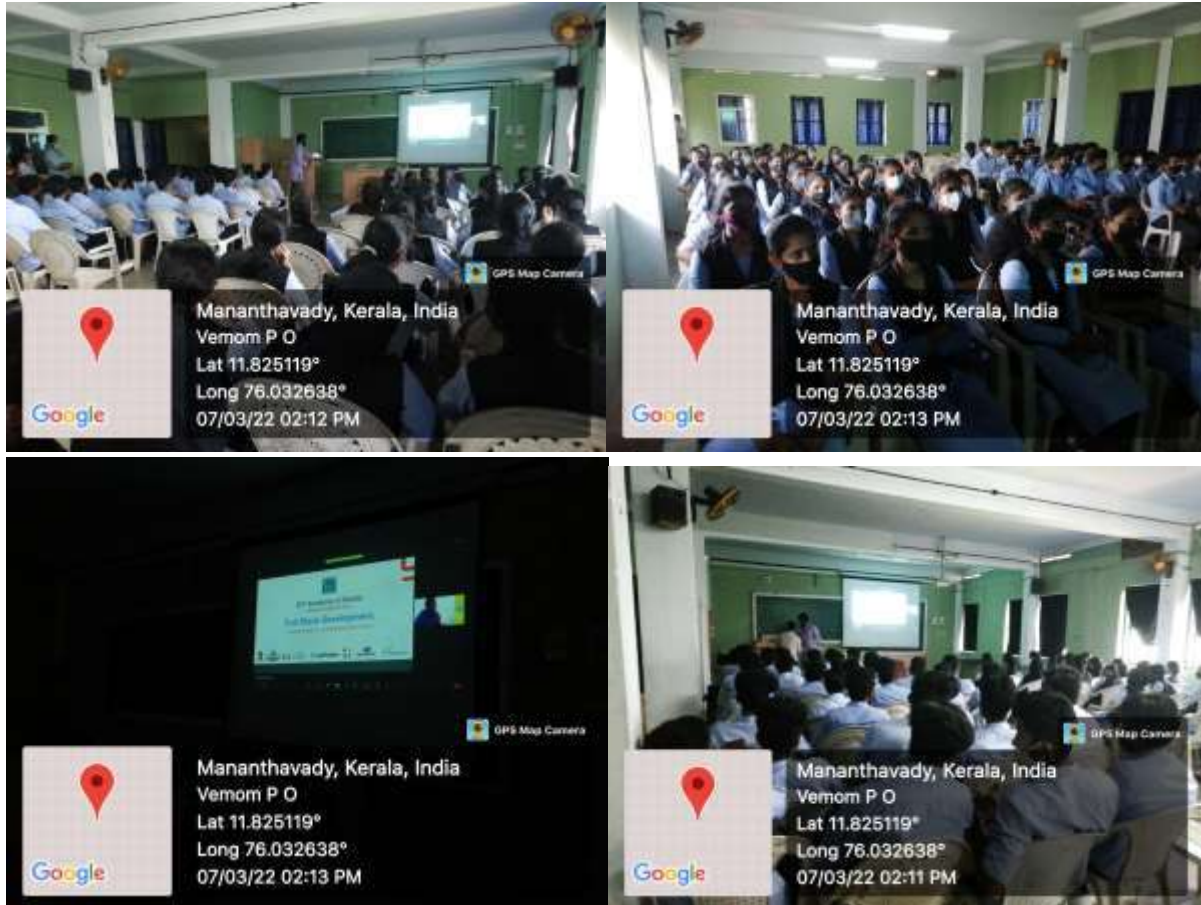 GPS Map Camera
Mananthavady, Kerala, India
Vemom P O
Lat 11.825119°
Long 76.032638°
07/03/22 02:12 PM
Google
GPS Map Camera
Mananthavady, Kerala, India
Vemom P O
Lat 11.825119°
Long 76.032638°
07/03/22 02:13 PM
Google
Full Stack Development
GPS Map Camera
Mananthavady, Kerala, India
Vemom P O
Lat 11.825119°
Long 76.032638°
07/03/22 02:13 PM
Google
GPS Map Camera
Mananthavady, Kerala, India
Vemom P O
Lat 11.825119°
Long 76.032638°
07/03/22 02:11 PM
Google